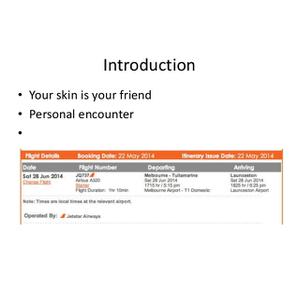 Introduction
• Your skin is your friend
• Personal encounter
•
Flight Details Booking Date: 22 May 2014 Itinerary Issue Date: 22 May 2014
Date Flight Number Departing Arriving
Sat 28 Jun 2014 JQ737 Melbourne - Tullamarine Launceston
Change Flight Airbus A320 Sat 28 Jun 2014 Sat 28 Jun 2014
Starter 1715 hr / 5:15 pm 1825 hr / 6:25 pm
Flight Duration: 1hr 10min Melbourne Airport - T1 Domestic Launceston Airport
Note: Times are local times at the relevant airport.
Operated By: Jetstar Airways